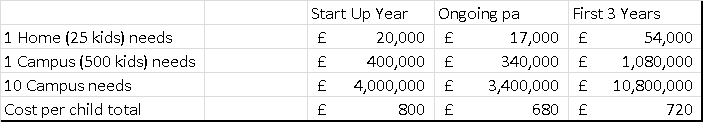 Start Up Year Ongoing pa First 3 Years
1 Home (25 kids) needs £ 20,000 £ 17,000 £ 54,000
1 Campus (500 kids) needs £ 400,000 £ 340,000 £ 1,080,000
10 Campus needs £ 4,000,000 £ 3,400,000 £ 10,800,000
Cost per child total £ 800 £ 680 £ 720